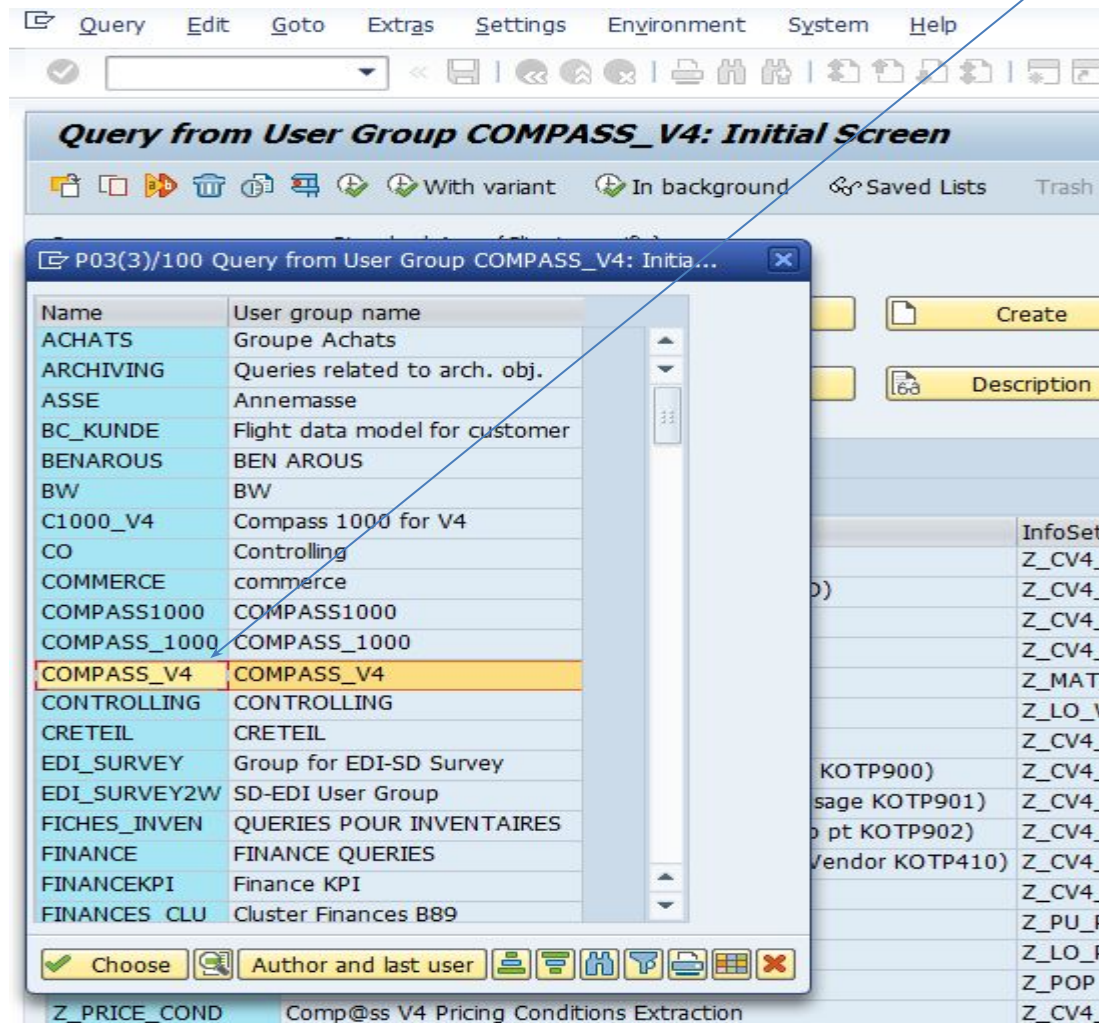 Query Edit Goto Extras Settings Environment System Help
Query from User Group COMPASS_V4: Initial Screen
With variant In background Saved Lists Trash
P03(3)/100 Query from User Group COMPASS_V4: Initia...
Name User group name
ACHATS Groupe Achats
Create
ARCHIVING Queries related to arch. obj.
ASSE Annemasse
Description
BC_KUNDE Flight data model for customer
BENAROUS BEN AROUS
BW BW
C1000_V4 Compass 1000 for V4
InfoSet
CO Controlling
Z_CV4_
COMMERCE commerce
Z_CV4_
COMPASS1000 COMPASS1000
Z_CV4_
COMPASS_1000 COMPASS_1000
Z_CV4_
COMPASS_V4 COMPASS_V4
Z_MAT
CONTROLLING CONTROLLING
Z_LO_
CRETEIL CRETEIL
Z_CV4_
EDI_SURVEY Group for EDI-SD Survey
KOTP900) Z_CV4_
EDI_SURVEY2W SD-EDI User Group
sage KOTP901) Z_CV4_
FICHES_INVEN QUERIES POUR INVENTAIRES
pt KOTP902) Z_CV4_
FINANCE FINANCE QUERIES
Vendor KOTP410) Z_CV4_
FINANCEKPI Finance KPI
Z_CV4_
FINANCES_CLU Cluster Finances B89
Z_PU_
Choose Author and last user
Z_LO_
Z_POP
Z_PRICE_COND Comp@ss V4 Pricing Conditions Extraction Z_CV4_